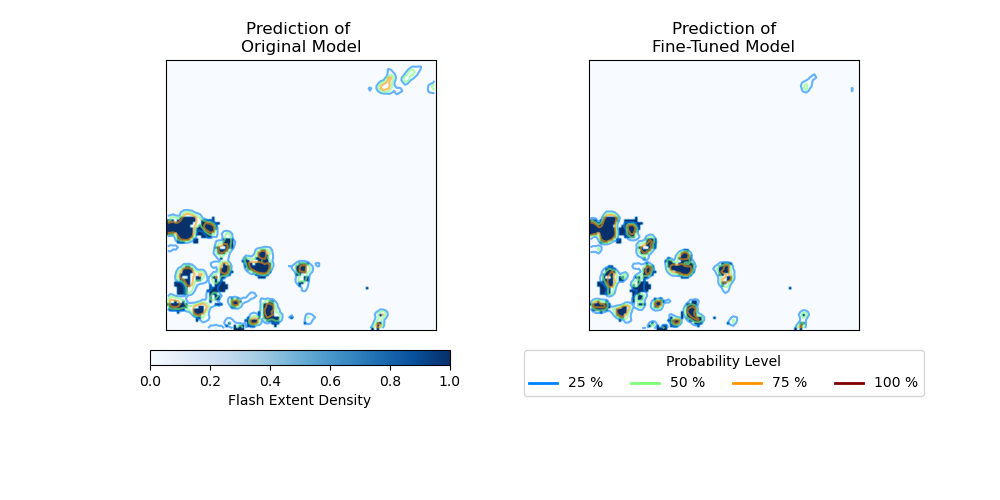 Prediction of
Original Model
Prediction of
Fine-Tuned Model
0.0 0.2 0.4 0.6 0.8 1.0
Flash Extent Density
Probability Level
25 % 50 % 75 % 100 %